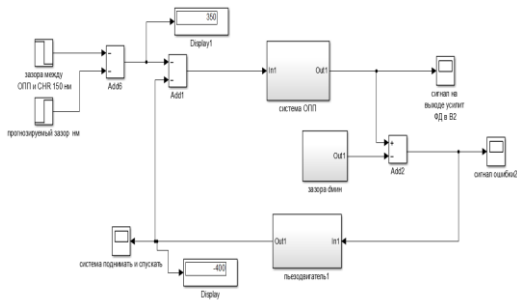 350
Display1
зазора между
ОПП и CHR 150 нм
Add6
прогнозируемый зазор нм
Add1
In1
Out1
система ОПП
сигнал на
выходе усилит
ФД в В2
Out1
зазора dмин
Add2
сигнал ошибки2
система поднимать и спускать
Out1
In1
пьезодвигатель1
-400
Display